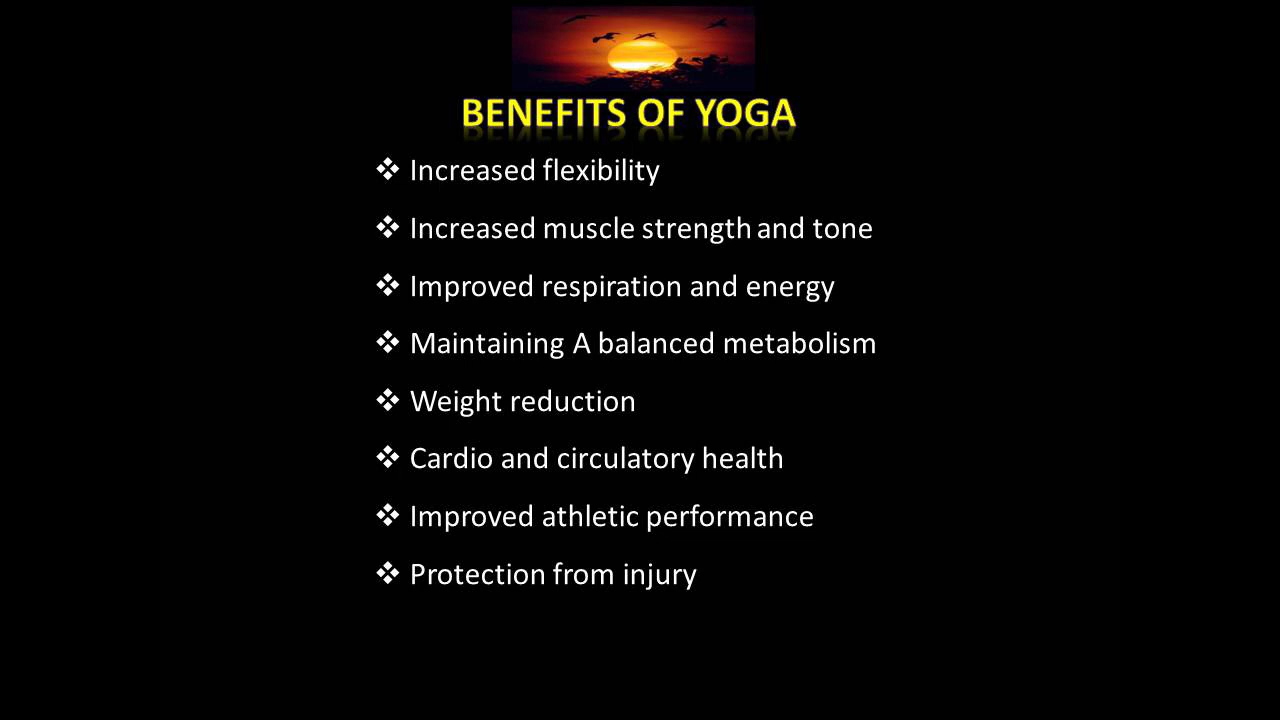 BENEFITS OF YOGA
❖ Increased flexibility
❖ Increased muscle strength and tone
❖ Improved respiration and energy
❖ Maintaining A balanced metabolism
❖ Weight reduction
❖ Cardio and circulatory health
❖ Improved athletic performance
❖ Protection from injury